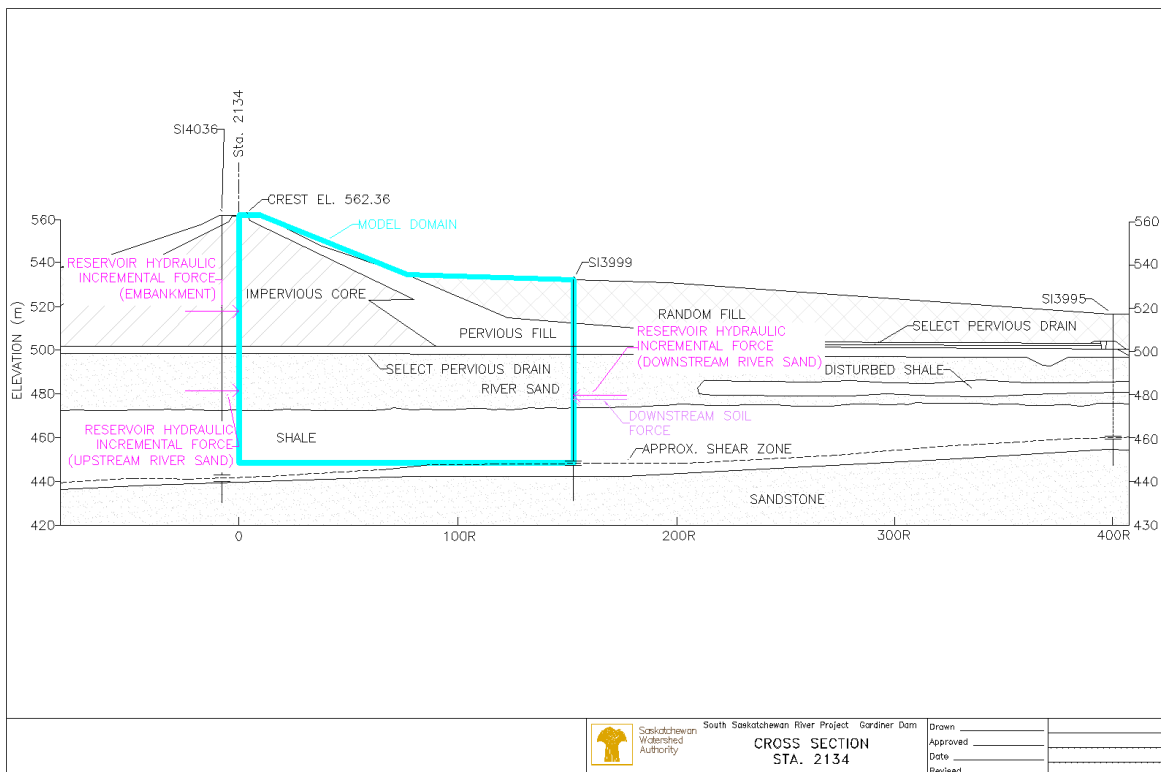 Sta. 2134
SI4036
CREST EL. 562.36
MODEL DOMAIN
560
540
520
500
480
460
440
420
ELEVATION (m)
RESERVOIR HYDRAULIC
INCREMENTAL FORCE
(EMBANKMENT)
IMPERVIOUS CORE
SI3999
SI3995
RANDOM FILL
PERVIOUS FILL
SELECT PERVIOUS DRAIN
RESERVOIR HYDRAULIC
INCREMENTAL FORCE
(DOWNSTREAM RIVER SAND)
SELECT PERVIOUS DRAIN
RIVER SAND
DISTURBED SHALE
DOWNSTREAM SOIL
FORCE
RESERVOIR HYDRAULIC
INCREMENTAL FORCE
(UPSTREAM RIVER SAND)
SHALE
APPROX. SHEAR ZONE
SANDSTONE
560
540
520
500
480
460
440
420
0
100R
200R
300R
400R
Saskatchewan
Watershed
Authority
South Saskatchewan River Project Gardiner Dam
CROSS SECTION
STA. 2134
Drawn
Approved
Date
Revised